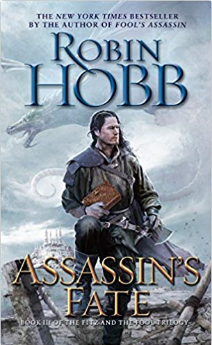 THE NEW YORK TIMES BESTSELLER
BY THE AUTHOR OF FOOL'S ASSASSIN
ROBIN
HOBB
ASSASSIN'S
FATE
BOOK III OF THE FITZ AND THE FOOL TRILOGY